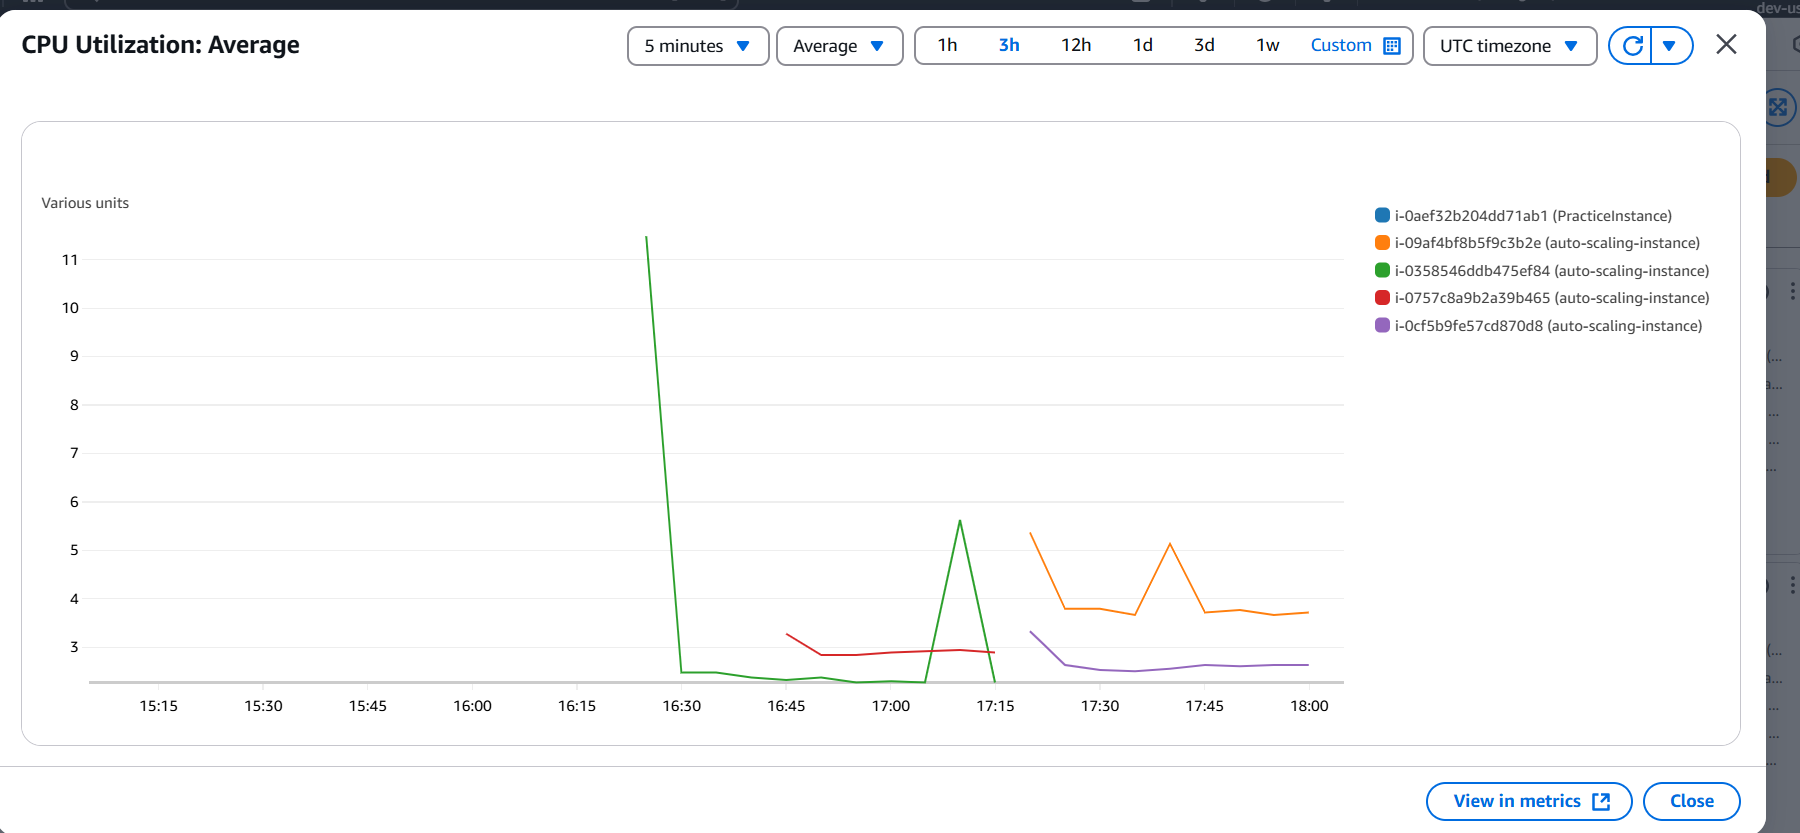 dev-us
CPU Utilization: Average
5 minutes
Average
1h 3h 12h 1d 3d 1w Custom
UTC timezone
Various units
i-0aef32b204dd71ab1 (PracticeInstance)
i-09af4bf8b5f9c3b2e (auto-scaling-instance)
i-0358546ddb475ef84 (auto-scaling-instance)
i-0757c8a9b2a39b465 (auto-scaling-instance)
i-0cf5b9fe57cd870d8 (auto-scaling-instance)
11
10
9
8
7
6
5
4
3
15:15 15:30 15:45 16:00 16:15 16:30 16:45 17:00 17:15 17:30 17:45 18:00
View in metrics
Close